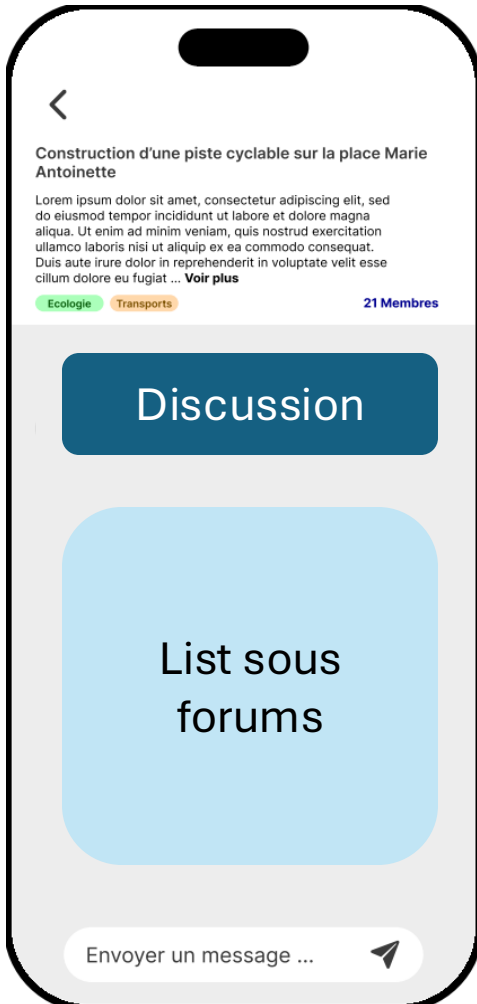 Construction d’une piste cyclable sur la place Marie
Antoinette
Lorem ipsum dolor sit amet, consectetur adipiscing elit, sed
do eiusmod tempor incididunt ut labore et dolore magna
aliqua. Ut enim ad minim veniam, quis nostrud exercitation
ullamco laboris nisi ut aliquip ex ea commodo consequat.
Duis aute irure dolor in reprehenderit in voluptate velit esse
cillum dolore eu fugiat ... Voir plus
Ecologie Transports 21 Membres
Discussion
List sous
forums
Envoyer un message ...